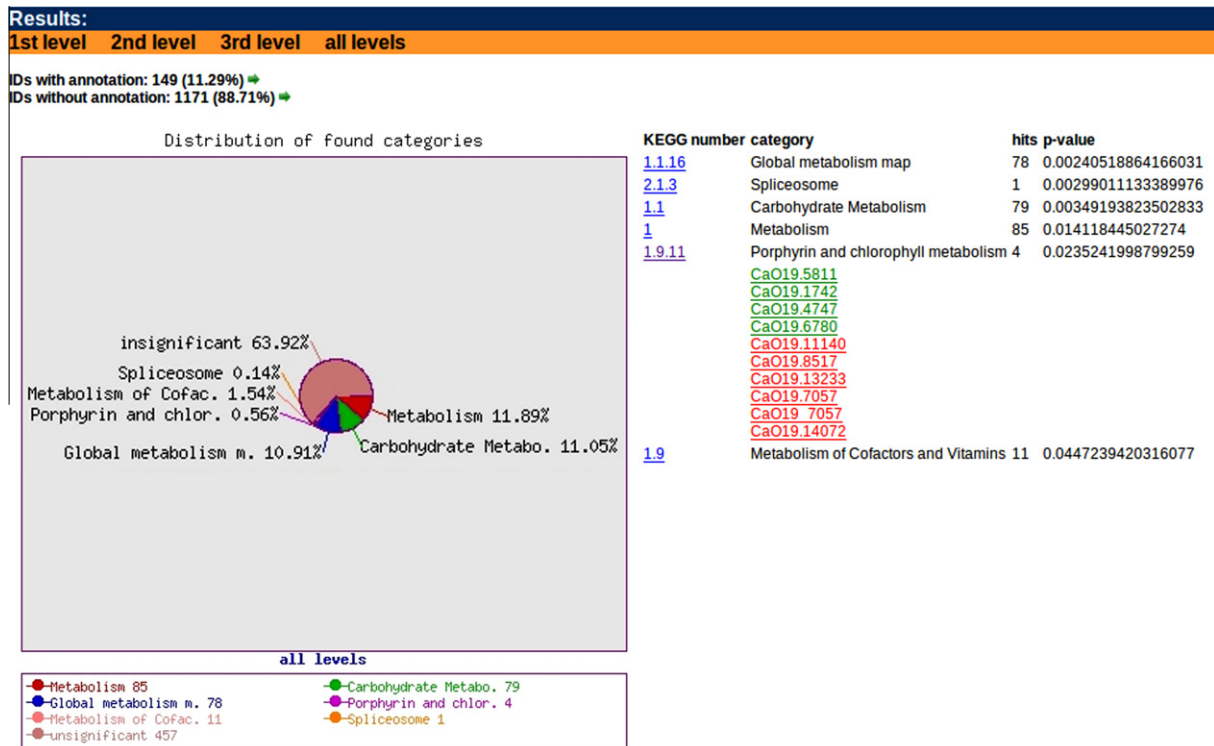 Results:
1st level 2nd level 3rd level all levels
IDs with annotation: 149 (11.29%)
IDs without annotation: 1171 (88.71%)
Distribution of found categories
insignificant 63.92%
Spliceosome 0.14%
Metabolism of Cofac. 1.54%
Porphyrin and chlor. 0.56%
Global metabolism m. 10.91%
Metabolism 11.89%
Carbohydrate Metabo. 11.05%
all levels
Metabolism 85
Carbohydrate Metabo. 79
Global metabolism m. 78
Porphyrin and chlor. 4
Metabolism of Cofac. 11
Spliceosome 1
unsignificant 457
KEGG number category hits p-value
1.1.16 Global metabolism map 78 0.00240518864166031
2.1.3 Spliceosome 1 0.00299011133389976
1.1 Carbohydrate Metabolism 79 0.00349193823502833
1 Metabolism 85 0.014118445027274
1.9.11 Porphyrin and chlorophyll metabolism 4 0.0235241998799259
CaO19.5811
CaO19.1742
CaO19.4747
CaO19.6780
CaO19.11140
CaO19.8517
CaO19.13233
CaO19.7057
CaO19_7057
CaO19.14072
1.9 Metabolism of Cofactors and Vitamins 11 0.0447239420316077